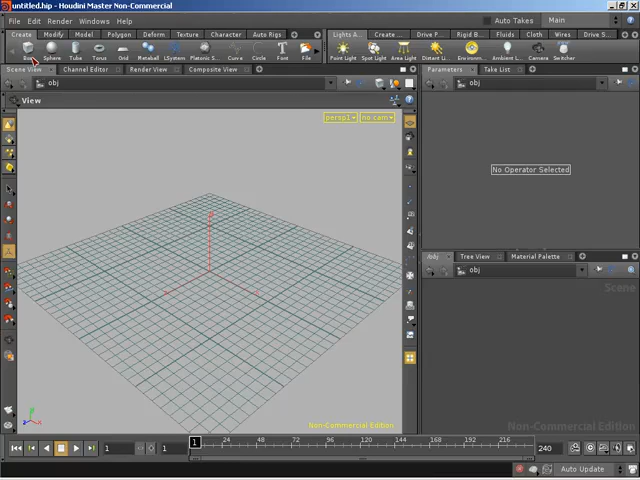 untitled.hip - Houdini Master Non-Commercial
File Edit Render Windows Help Auto Takes Main
Create Modify Model Polygon Deform Texture Character Auto Rigs Lights A... Create ... Drive P... Rigid B... Fluids Cloth Wires Drive P...
Box Sphere Tube Torus Grid Metaball LSystem Platonic S... Curve Font File Point Light Spot Light Area Light Distant Li... Environm... Ambient L... Camera Switcher
Scene View Channel Editor Render View Composite View Parameters Take List
obj obj
View
persp1 no cam
No Operator Selected
/obj Tree View Material Palette
obj
Scene
Non-Commercial Edition
Non-Commercial Edition
1 1 1 24 48 72 96 120 144 168 192 216 240
Auto Update